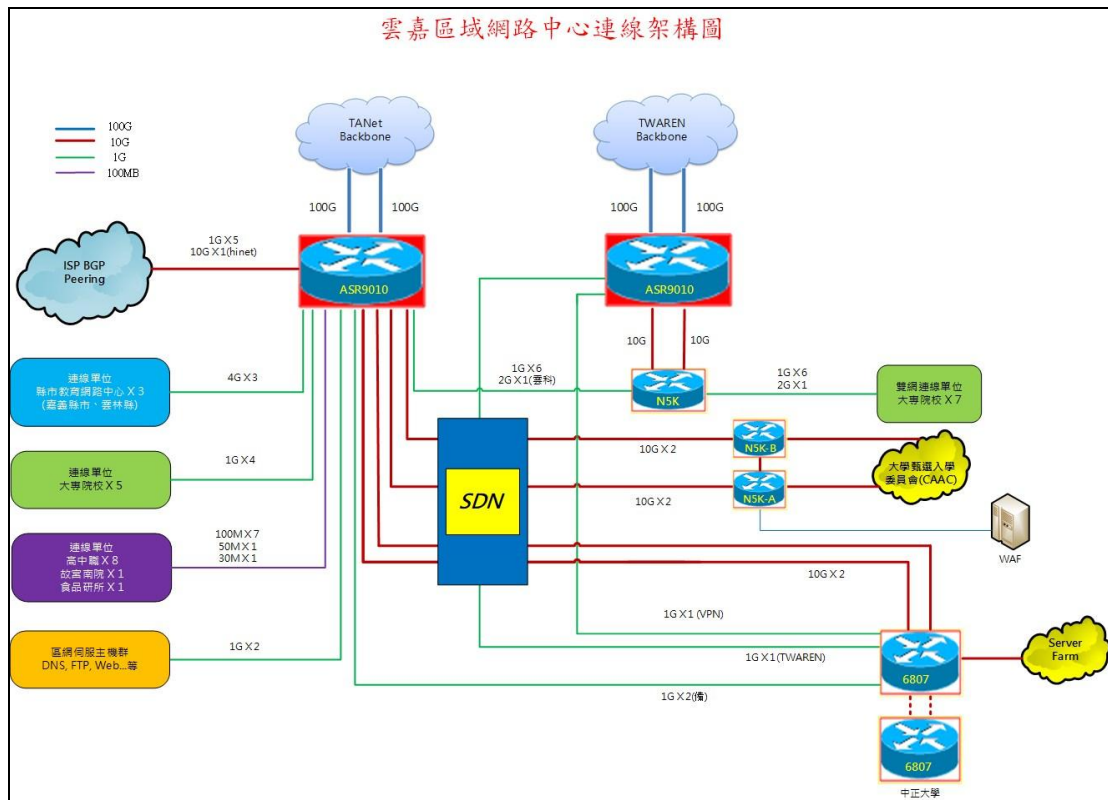 雲嘉區域網路中心連線架構圖
100G
10G
1G
100MB
TANet
Backbone
TWAREN
Backbone
100G
100G
100G
100G
ISP BGP
Peering
1G X 5
10G X 1(hinet)
ASR9010
ASR9010
10G
10G
連線單位
縣市教育網路中心 X 3
(嘉義縣市、雲林縣)
4G X 3
1G X 6
2G X 1(雲科)
N5K
1G X 6
2G X 1
雙網連線單位
大專院校 X 7
連線單位
大專院校 X 5
1G X 4
SDN
10G X 2
N5K-B
10G X 2
N5K-A
大學甄選入學
委員會(CAAC)
WAF
連線單位
高中職 X 8
故宮南院 X 1
食品研所 X 1
100M X 7
50M X 1
30M X 1
10G X 2
1G X 1 (VPN)
1G X 1(TWAREN)
區網伺服主機群
DNS, FTP, Web...等
1G X 2
1G X 2(備)
6807
Server
Farm
6807
中正大學